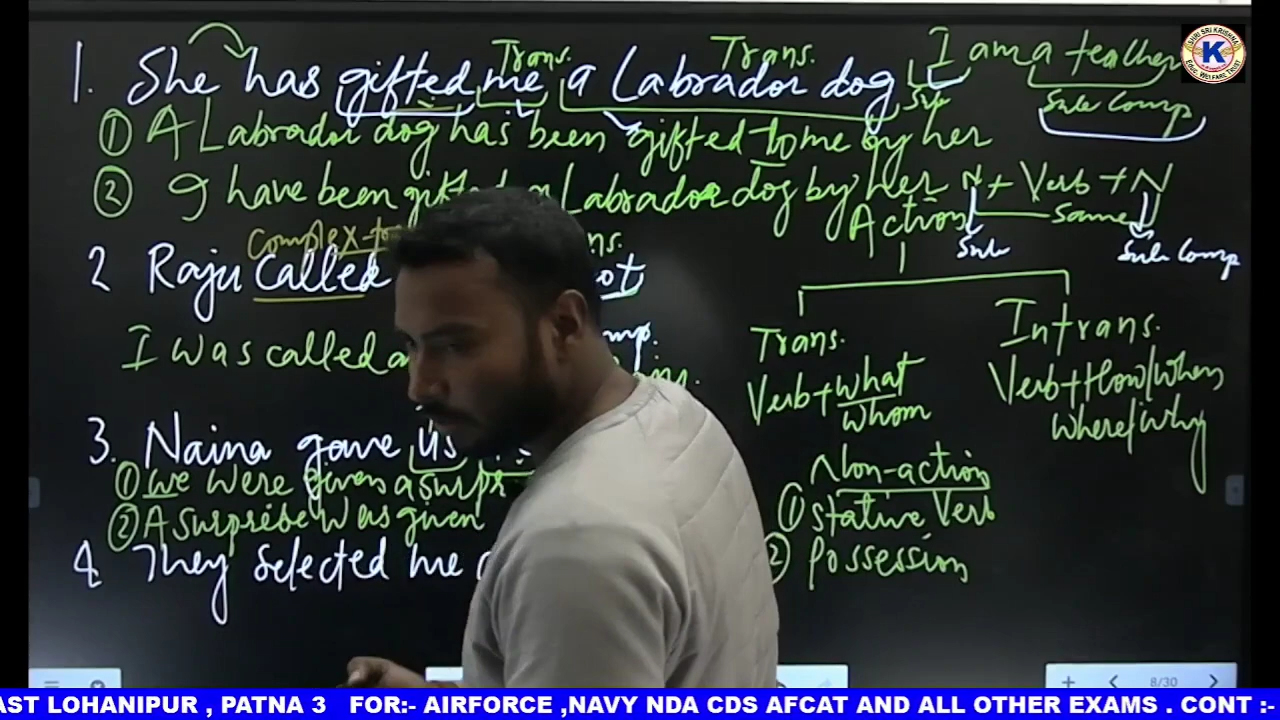 Trans. Trans. I am a teacher
1. She has gifted me a Labrador dog Sub Sub Comp
① A Labrador dog has been gifted to me by her
② I have been gifted a Labrador dog by her N + Verb + N
Action Same
complex Sub Sub Comp
2 Raju called
I was called
Trans. Intrans.
Verb + what Verb + How/when
whom where/why
3. Naina gave us
① we were given a surpr
② A surprise was given
Non-action
① stative Verb
② possession
4 They selected me
K
8/30
AST LOHANIPUR , PATNA 3 FOR:- AIRFORCE ,NAVY NDA CDS AFCAT AND ALL OTHER EXAMS . CONT :-